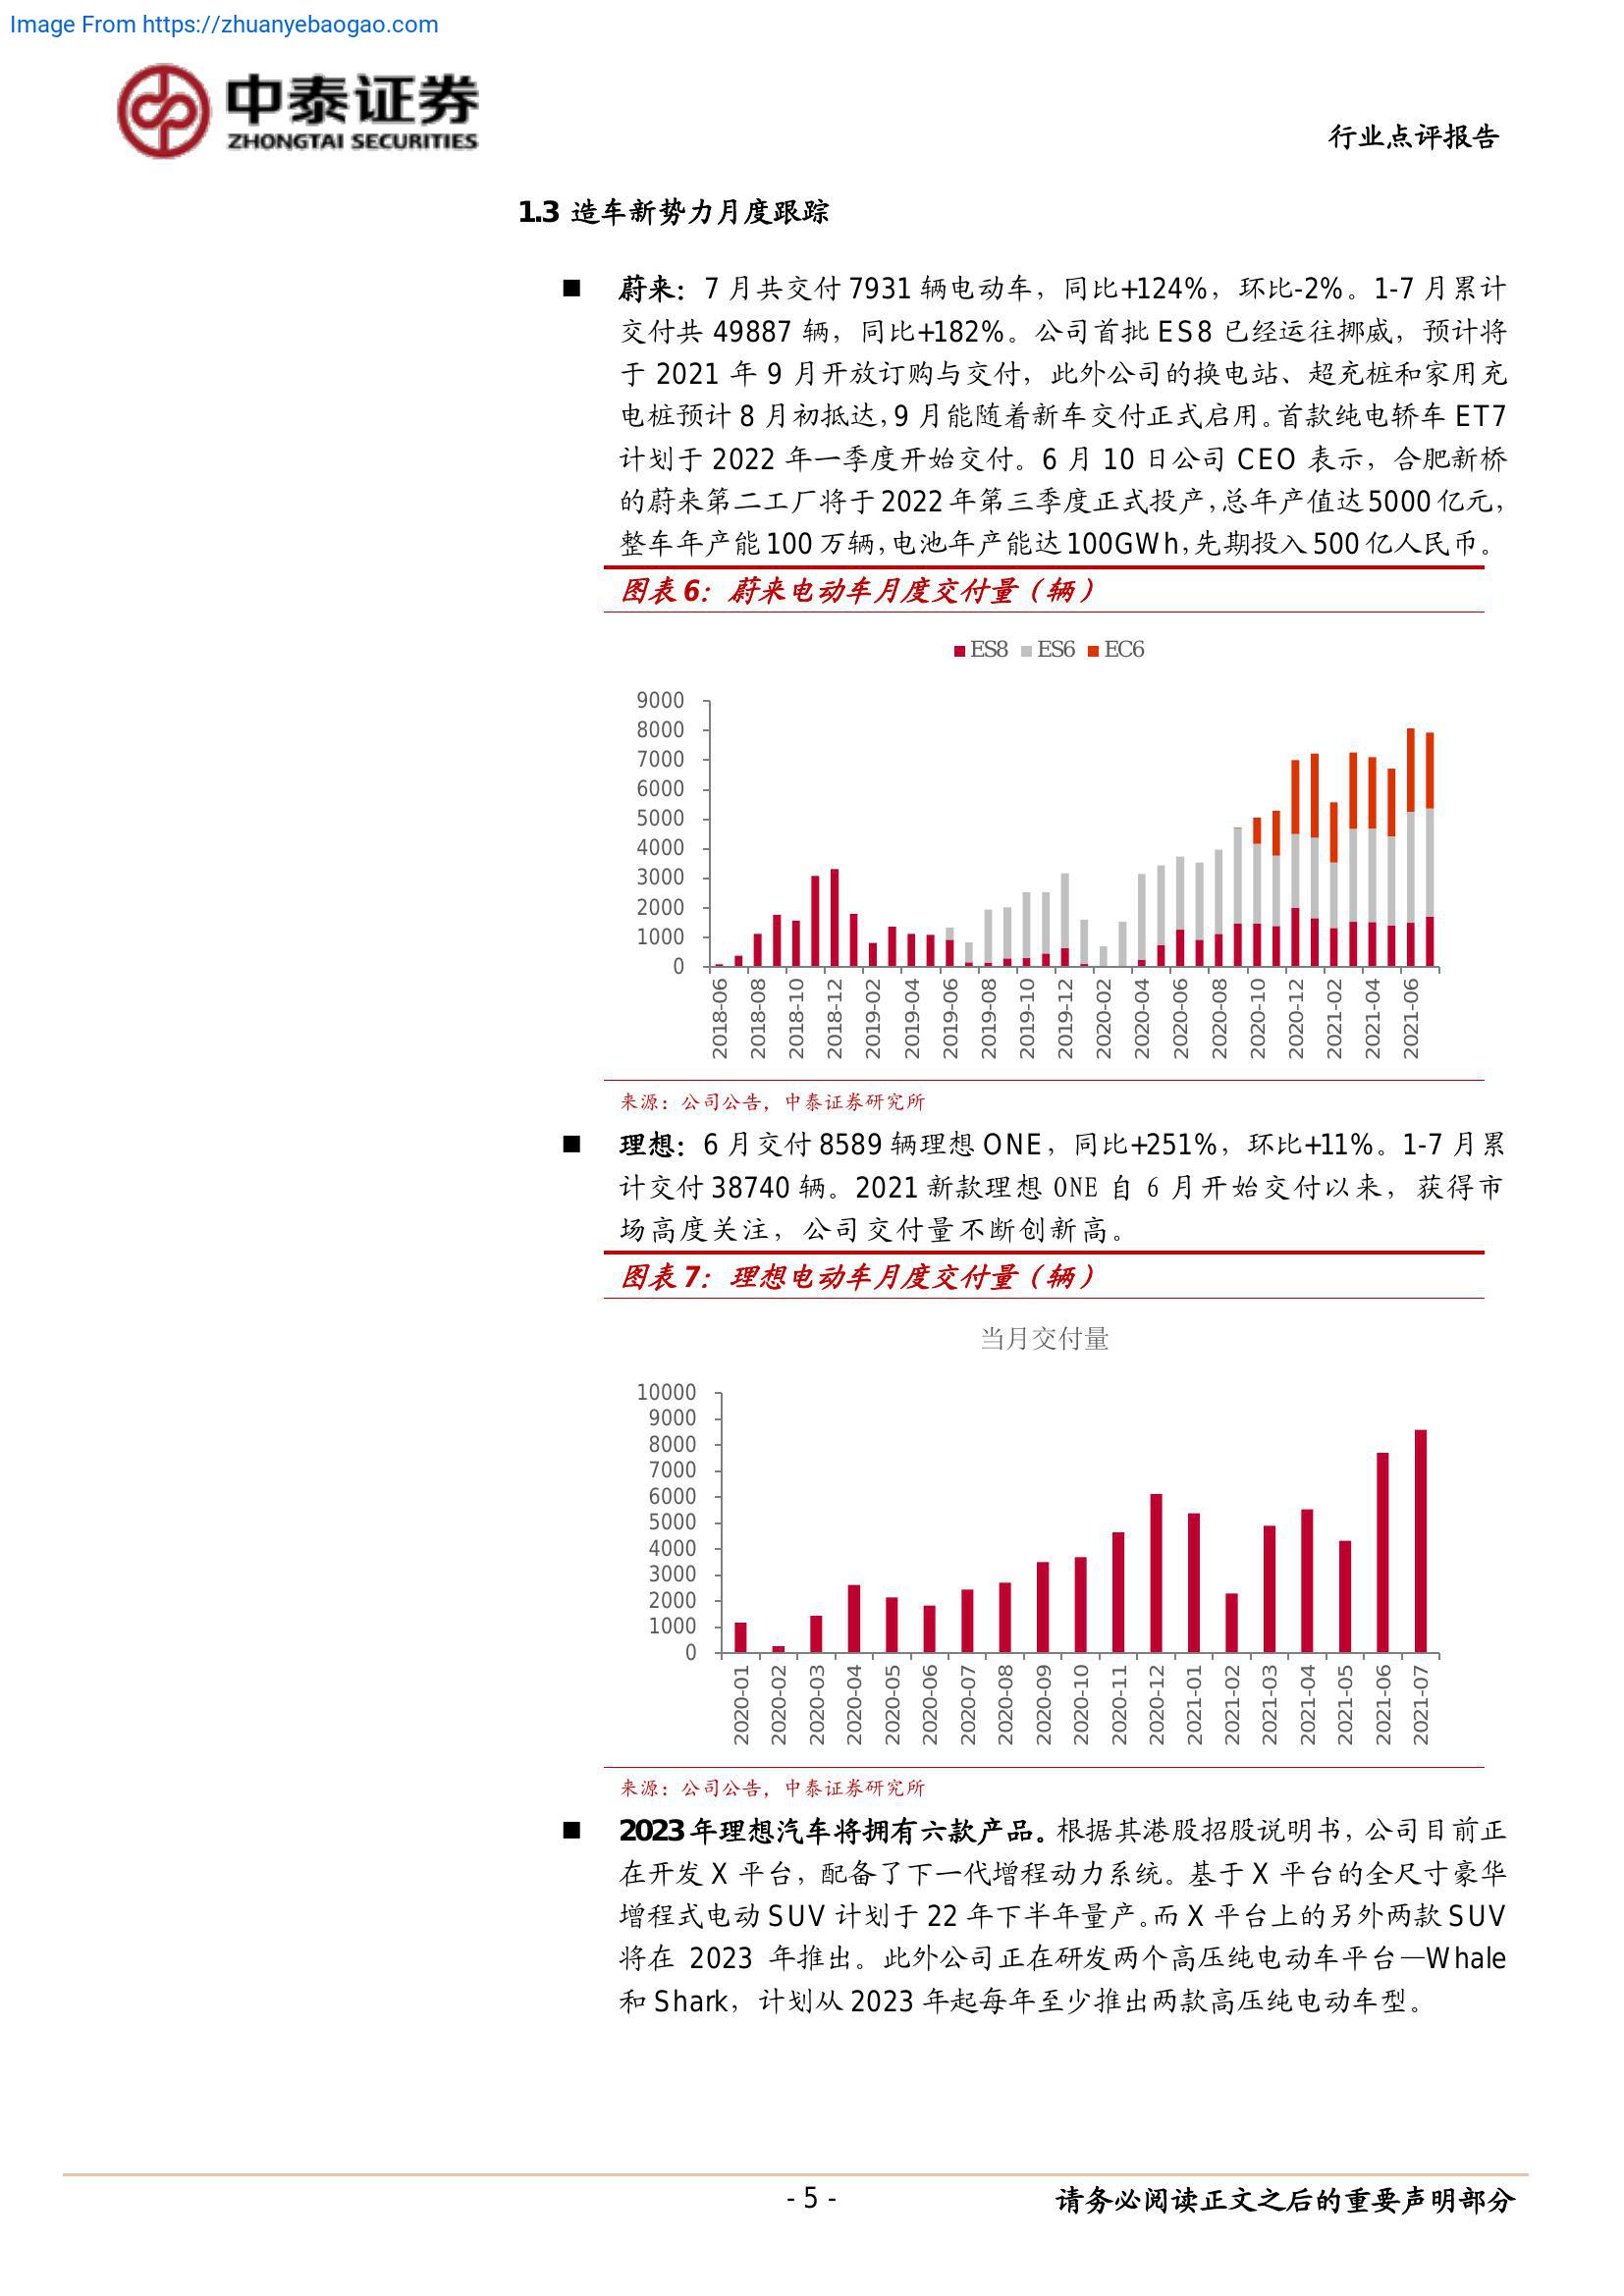 Image From https://zhuanyebaogao.com
中泰证券
ZHONGTAI SECURITIES
行业点评报告
1.3 造车新势力月度跟踪
■ 蔚来：7 月共交付 7931 辆电动车，同比+124%，环比-2%。1-7 月累计
交付共 49887 辆，同比+182%。公司首批 ES8 已经运往挪威，预计将
于 2021 年 9 月开放订购与交付，此外公司的换电站、超充桩和家用充
电桩预计 8 月初抵达，9 月能随着新车交付正式启用。首款纯电轿车 ET7
计划于 2022 年一季度开始交付。6 月 10 日公司 CEO 表示，合肥新桥
的蔚来第二工厂将于 2022 年第三季度正式投产，总年产值达 5000 亿元，
整车年产能 100 万辆，电池年产能达 100GWh，先期投入 500 亿人民币。
图表 6：蔚来电动车月度交付量（辆）
ES8 ES6 EC6
9000
8000
7000
6000
5000
4000
3000
2000
1000
0
2018-06 2018-08 2018-10 2018-12 2019-02 2019-04 2019-06 2019-08 2019-10 2019-12 2020-02 2020-04 2020-06 2020-08 2020-10 2020-12 2021-02 2021-04 2021-06
来源：公司公告，中泰证券研究所
■ 理想：6 月交付 8589 辆理想 ONE，同比+251%，环比+11%。1-7 月累
计交付 38740 辆。2021 新款理想 ONE 自 6 月开始交付以来，获得市
场高度关注，公司交付量不断创新高。
图表 7：理想电动车月度交付量（辆）
当月交付量
10000
9000
8000
7000
6000
5000
4000
3000
2000
1000
0
2020-01 2020-02 2020-03 2020-04 2020-05 2020-06 2020-07 2020-08 2020-09 2020-10 2020-11 2020-12 2021-01 2021-02 2021-03 2021-04 2021-05 2021-06 2021-07
来源：公司公告，中泰证券研究所
■ 2023 年理想汽车将拥有六款产品。根据其港股招股说明书，公司目前正
在开发 X 平台，配备了下一代增程动力系统。基于 X 平台的全尺寸豪华
增程式电动 SUV 计划于 22 年下半年量产。而 X 平台上的另外两款 SUV
将在 2023 年推出。此外公司正在研发两个高压纯电动车平台—Whale
和 Shark，计划从 2023 年起每年至少推出两款高压纯电动车型。
- 5 -
请务必阅读正文之后的重要声明部分